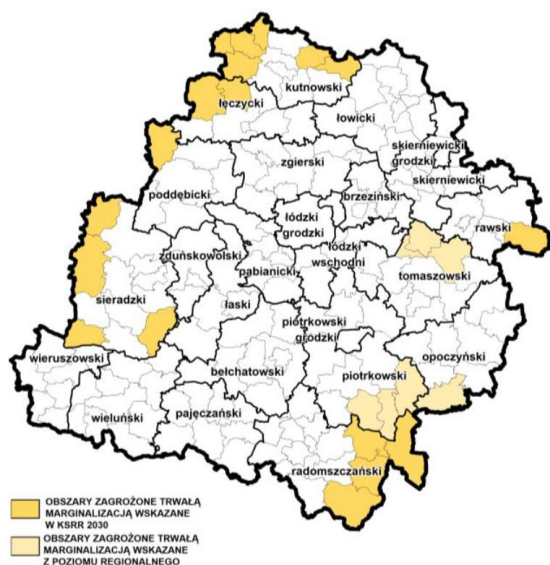 kutnowski
łęczycki
łowicki
skierniewicki
grodzki
skierniewicki
zgierski
brzeziński
poddębicki
łódzki
grodzki
rawski
łódzki
wschodni
zduńskowolski
pabianicki
tomaszowski
sieradzki
łaski
piotrkowski
grodzki
opoczyński
wieruszowski
bełchatowski
piotrkowski
wieluński
pajęczański
radomszczański
OBSZARY ZAGROŻONE TRWAŁĄ
MARGINALIZACJĄ WSKAZANE
W KSRR 2030
OBSZARY ZAGROŻONE TRWAŁĄ
MARGINALIZACJĄ WSKAZANE
Z POZIOMU REGIONALNEGO